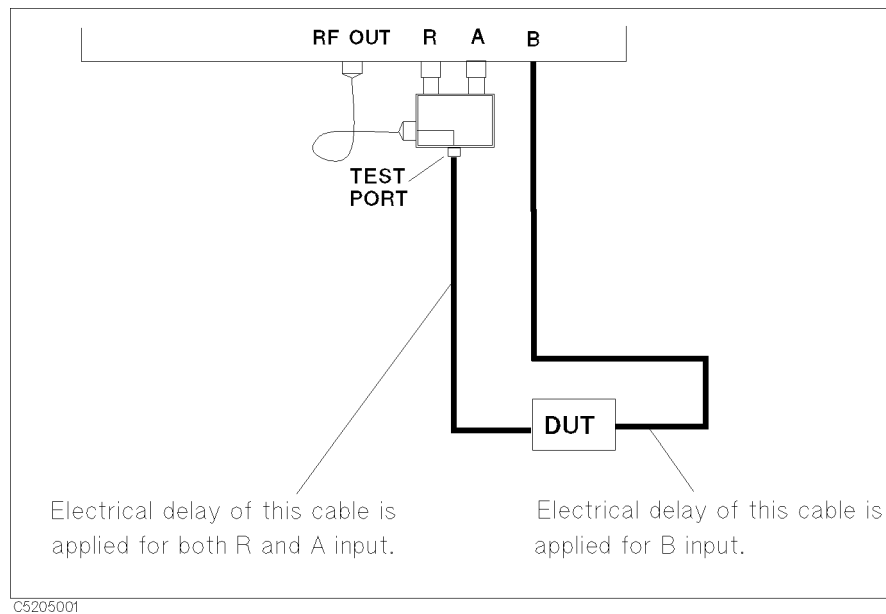 RF OUT R A B
TEST
PORT
DUT
Electrical delay of this cable is
applied for both R and A input.
Electrical delay of this cable is
applied for B input.
C5205001